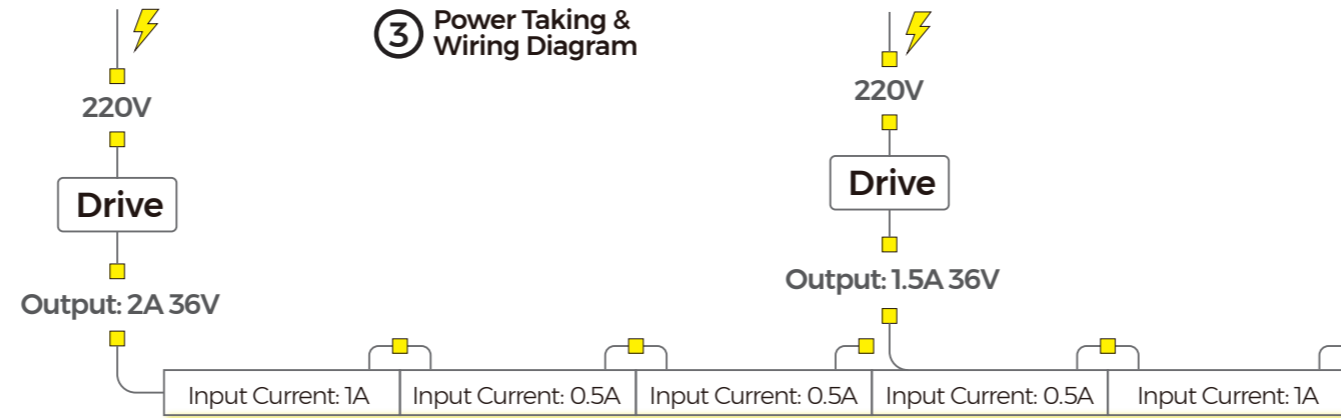 3
Power Taking &
Wiring Diagram
220V
Drive
Output: 2A 36V
220V
Drive
Output: 1.5A 36V
Input Current: 1A
Input Current: 0.5A
Input Current: 0.5A
Input Current: 0.5A
Input Current: 1A